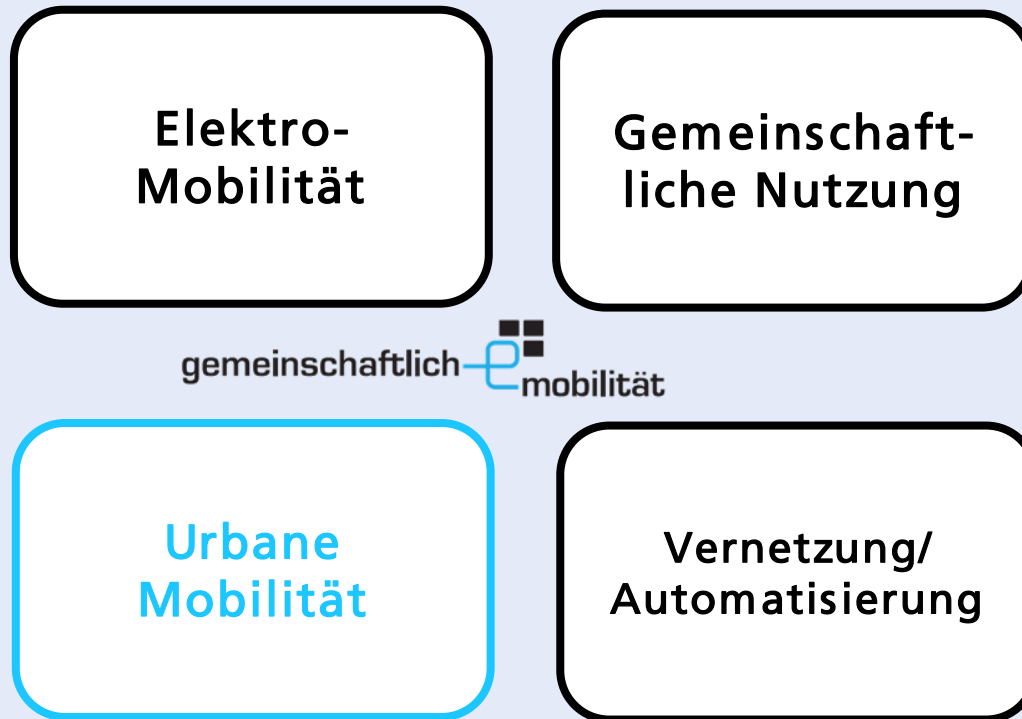 Elektro-
Mobilität
Gemeinschaft-
liche Nutzung
gemeinschaftlich e mobilität
Urbane
Mobilität
Vernetzung/
Automatisierung